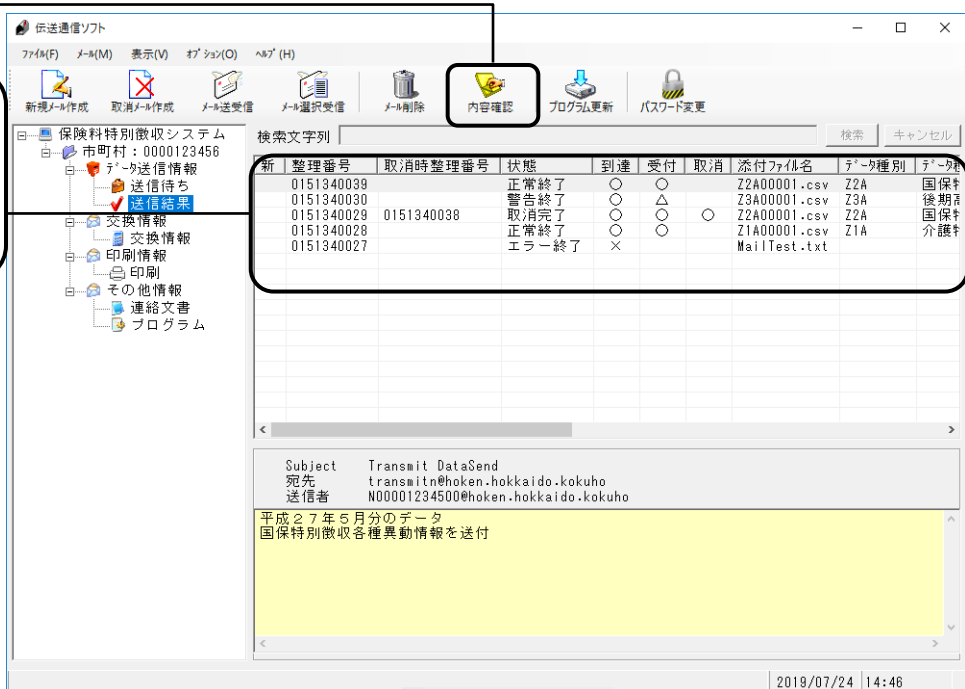 伝送通信ソフト
ファイル(F) メール(M) 表示(V) オプション(O) ヘルプ(H)
新規メール作成 取消メール作成 メール送受信 メール選択受信 メール削除 内容確認 プログラム更新 パスワード変更
保険料特別徴収システム
市町村：0000123456
データ送信情報
送信待ち
送信結果
交換情報
交換情報
印刷情報
印刷
その他情報
連絡文書
プログラム
検索文字列 検索 キャンセル
新 整理番号 取消時整理番号 状態 到達 受付 取消 添付ファイル名 データ種別
0151340039 正常終了 ○ ○ Z2A00001.csv Z2A 国保
0151340030 警告終了 ○ △ Z3A00001.csv Z3A 後期
0151340029 0151340038 取消完了 ○ ○ ○ Z2A00001.csv Z2A 国保
0151340028 正常終了 ○ ○ Z1A00001.csv Z1A 介護
0151340027 エラー終了 × MailTest.txt
Subject Transmit DataSend
宛先 transmitn@hoken.hokkaido.kokuho
送信者 N00001234500@hoken.hokkaido.kokuho
平成２７年５月分のデータ
国保特別徴収各種異動情報を送付
2019/07/24 14:46